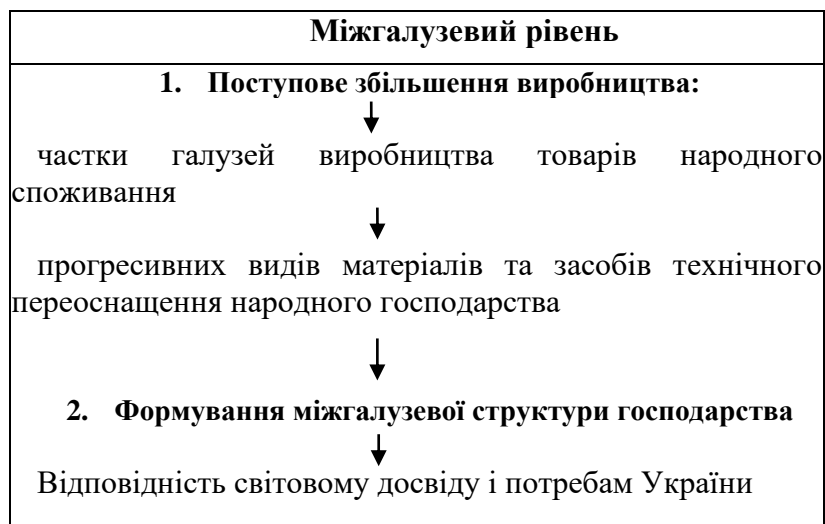 Міжгалузевий рівень
1. Поступове збільшення виробництва:
частки галузей виробництва товарів народного
споживання
прогресивних видів матеріалів та засобів технічного
переоснащення народного господарства
2. Формування міжгалузевої структури господарства
Відповідність світовому досвіду і потребам України